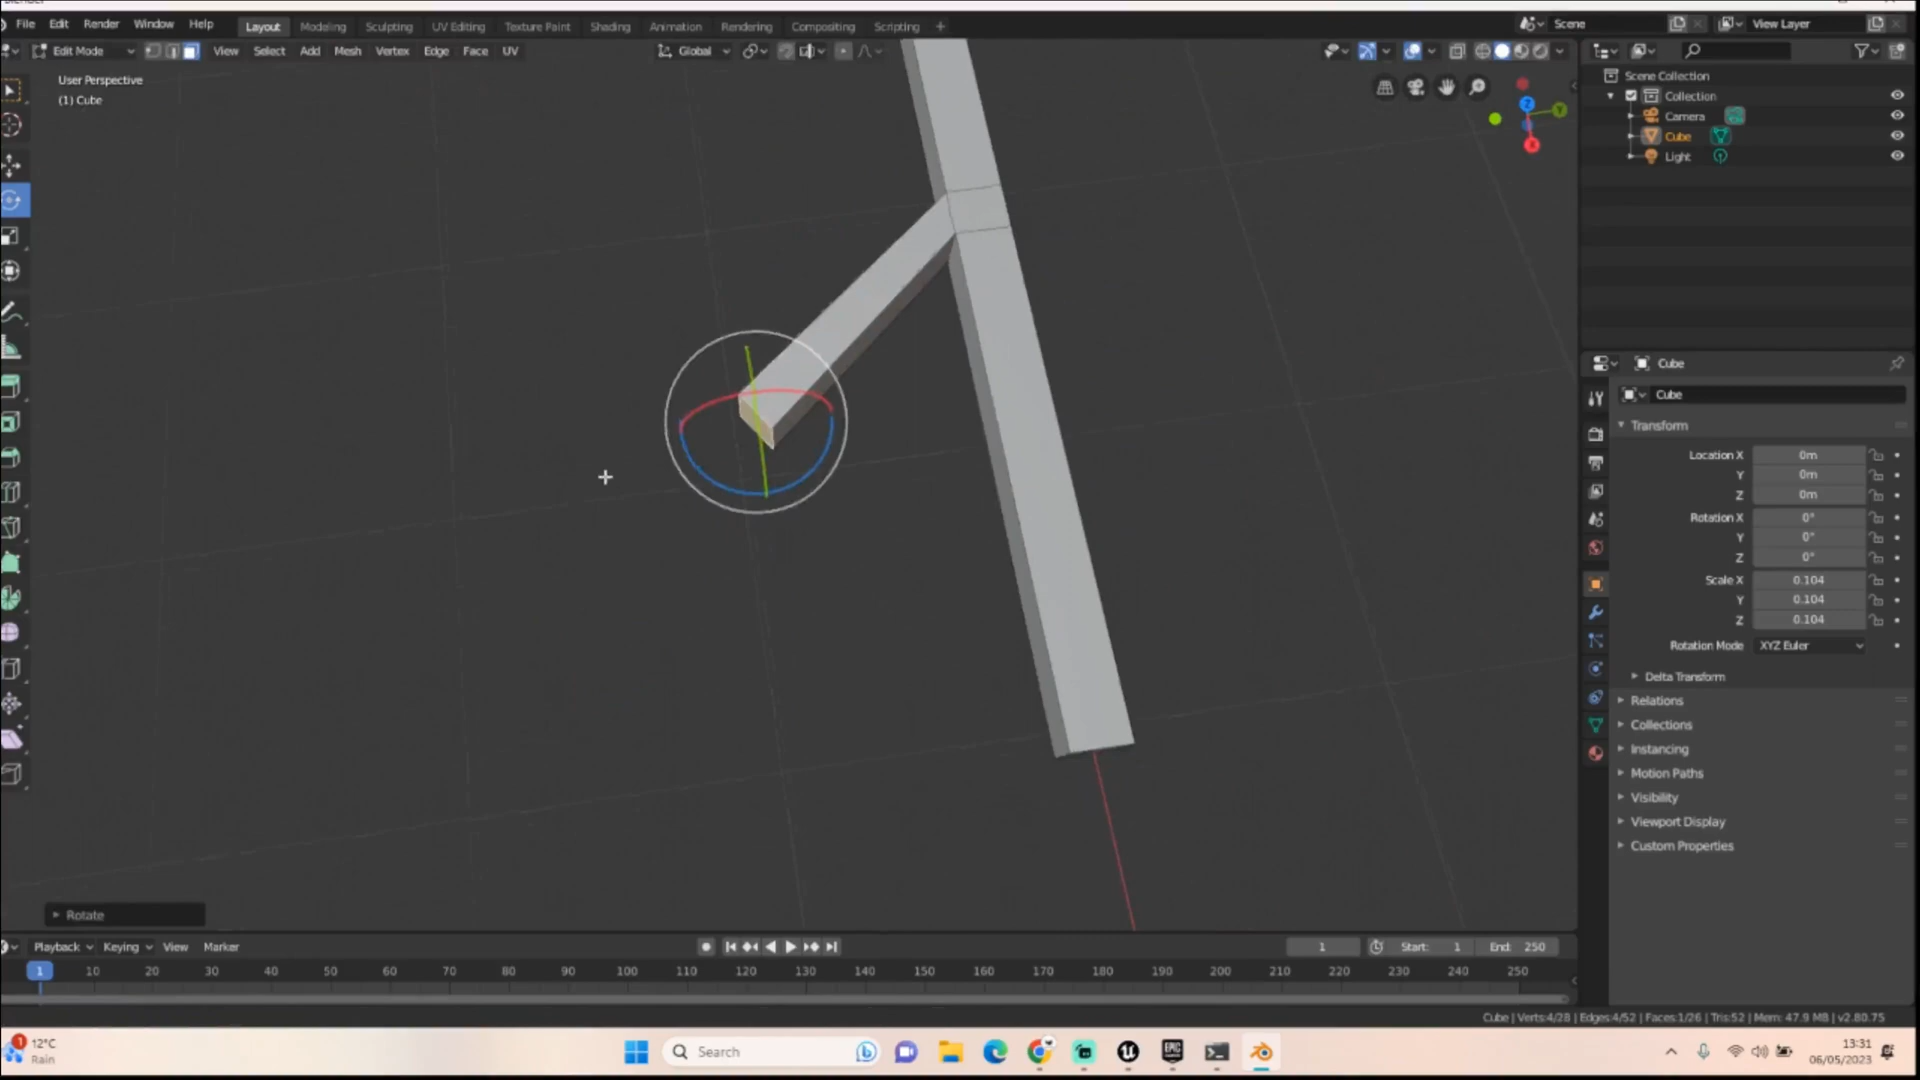 File Edit Render Window Help Layout Modeling Sculpting UV Editing Texture Paint Shading Animation Rendering Compositing Scripting + Scene View Layer
Edit Mode View Select Add Mesh Vertex Edge Face UV Global
User Perspective
(1) Cube
Scene Collection
Collection
Camera
Cube
Light
Z
Y
X
Cube
Cube
Transform
Location X 0m
Y 0m
Z 0m
Rotation X 0°
Y 0°
Z 0°
Scale X 0.104
Y 0.104
Z 0.104
Rotation Mode XYZ Euler
Delta Transform
Relations
Collections
Instancing
Motion Paths
Visibility
Viewport Display
Custom Properties
Rotate
Playback Keying View Marker 1 Start: 1 End: 250
1 10 20 30 40 50 60 70 80 90 100 110 120 130 140 150 160 170 180 190 200 210 220 230 240 250
Cube | Verts:4/28 | Edges:4/52 | Faces:1/26 | Tris:52 | Mem: 47.9 MB | v2.80.75
1
12°C
Rain
Search
EPIC
13:31
06/05/2023